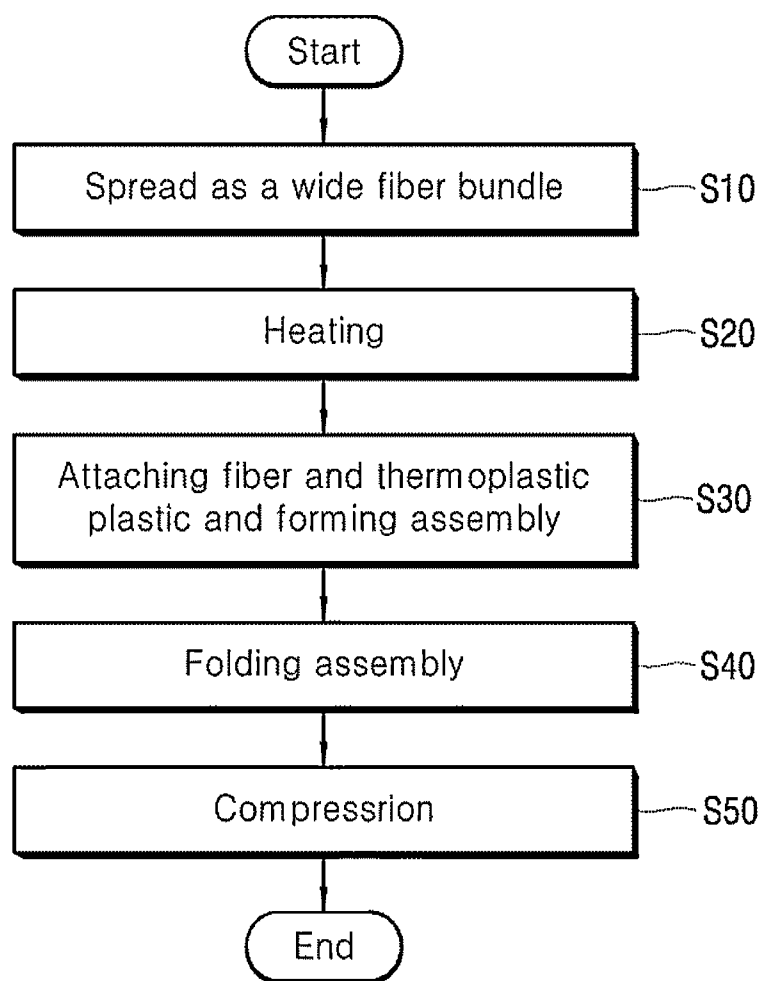 Start
Spread as a wide fiber bundle
S10
Heating
S20
Attaching fiber and thermoplastic
plastic and forming assembly
S30
Folding assembly
S40
Compressrion
S50
End